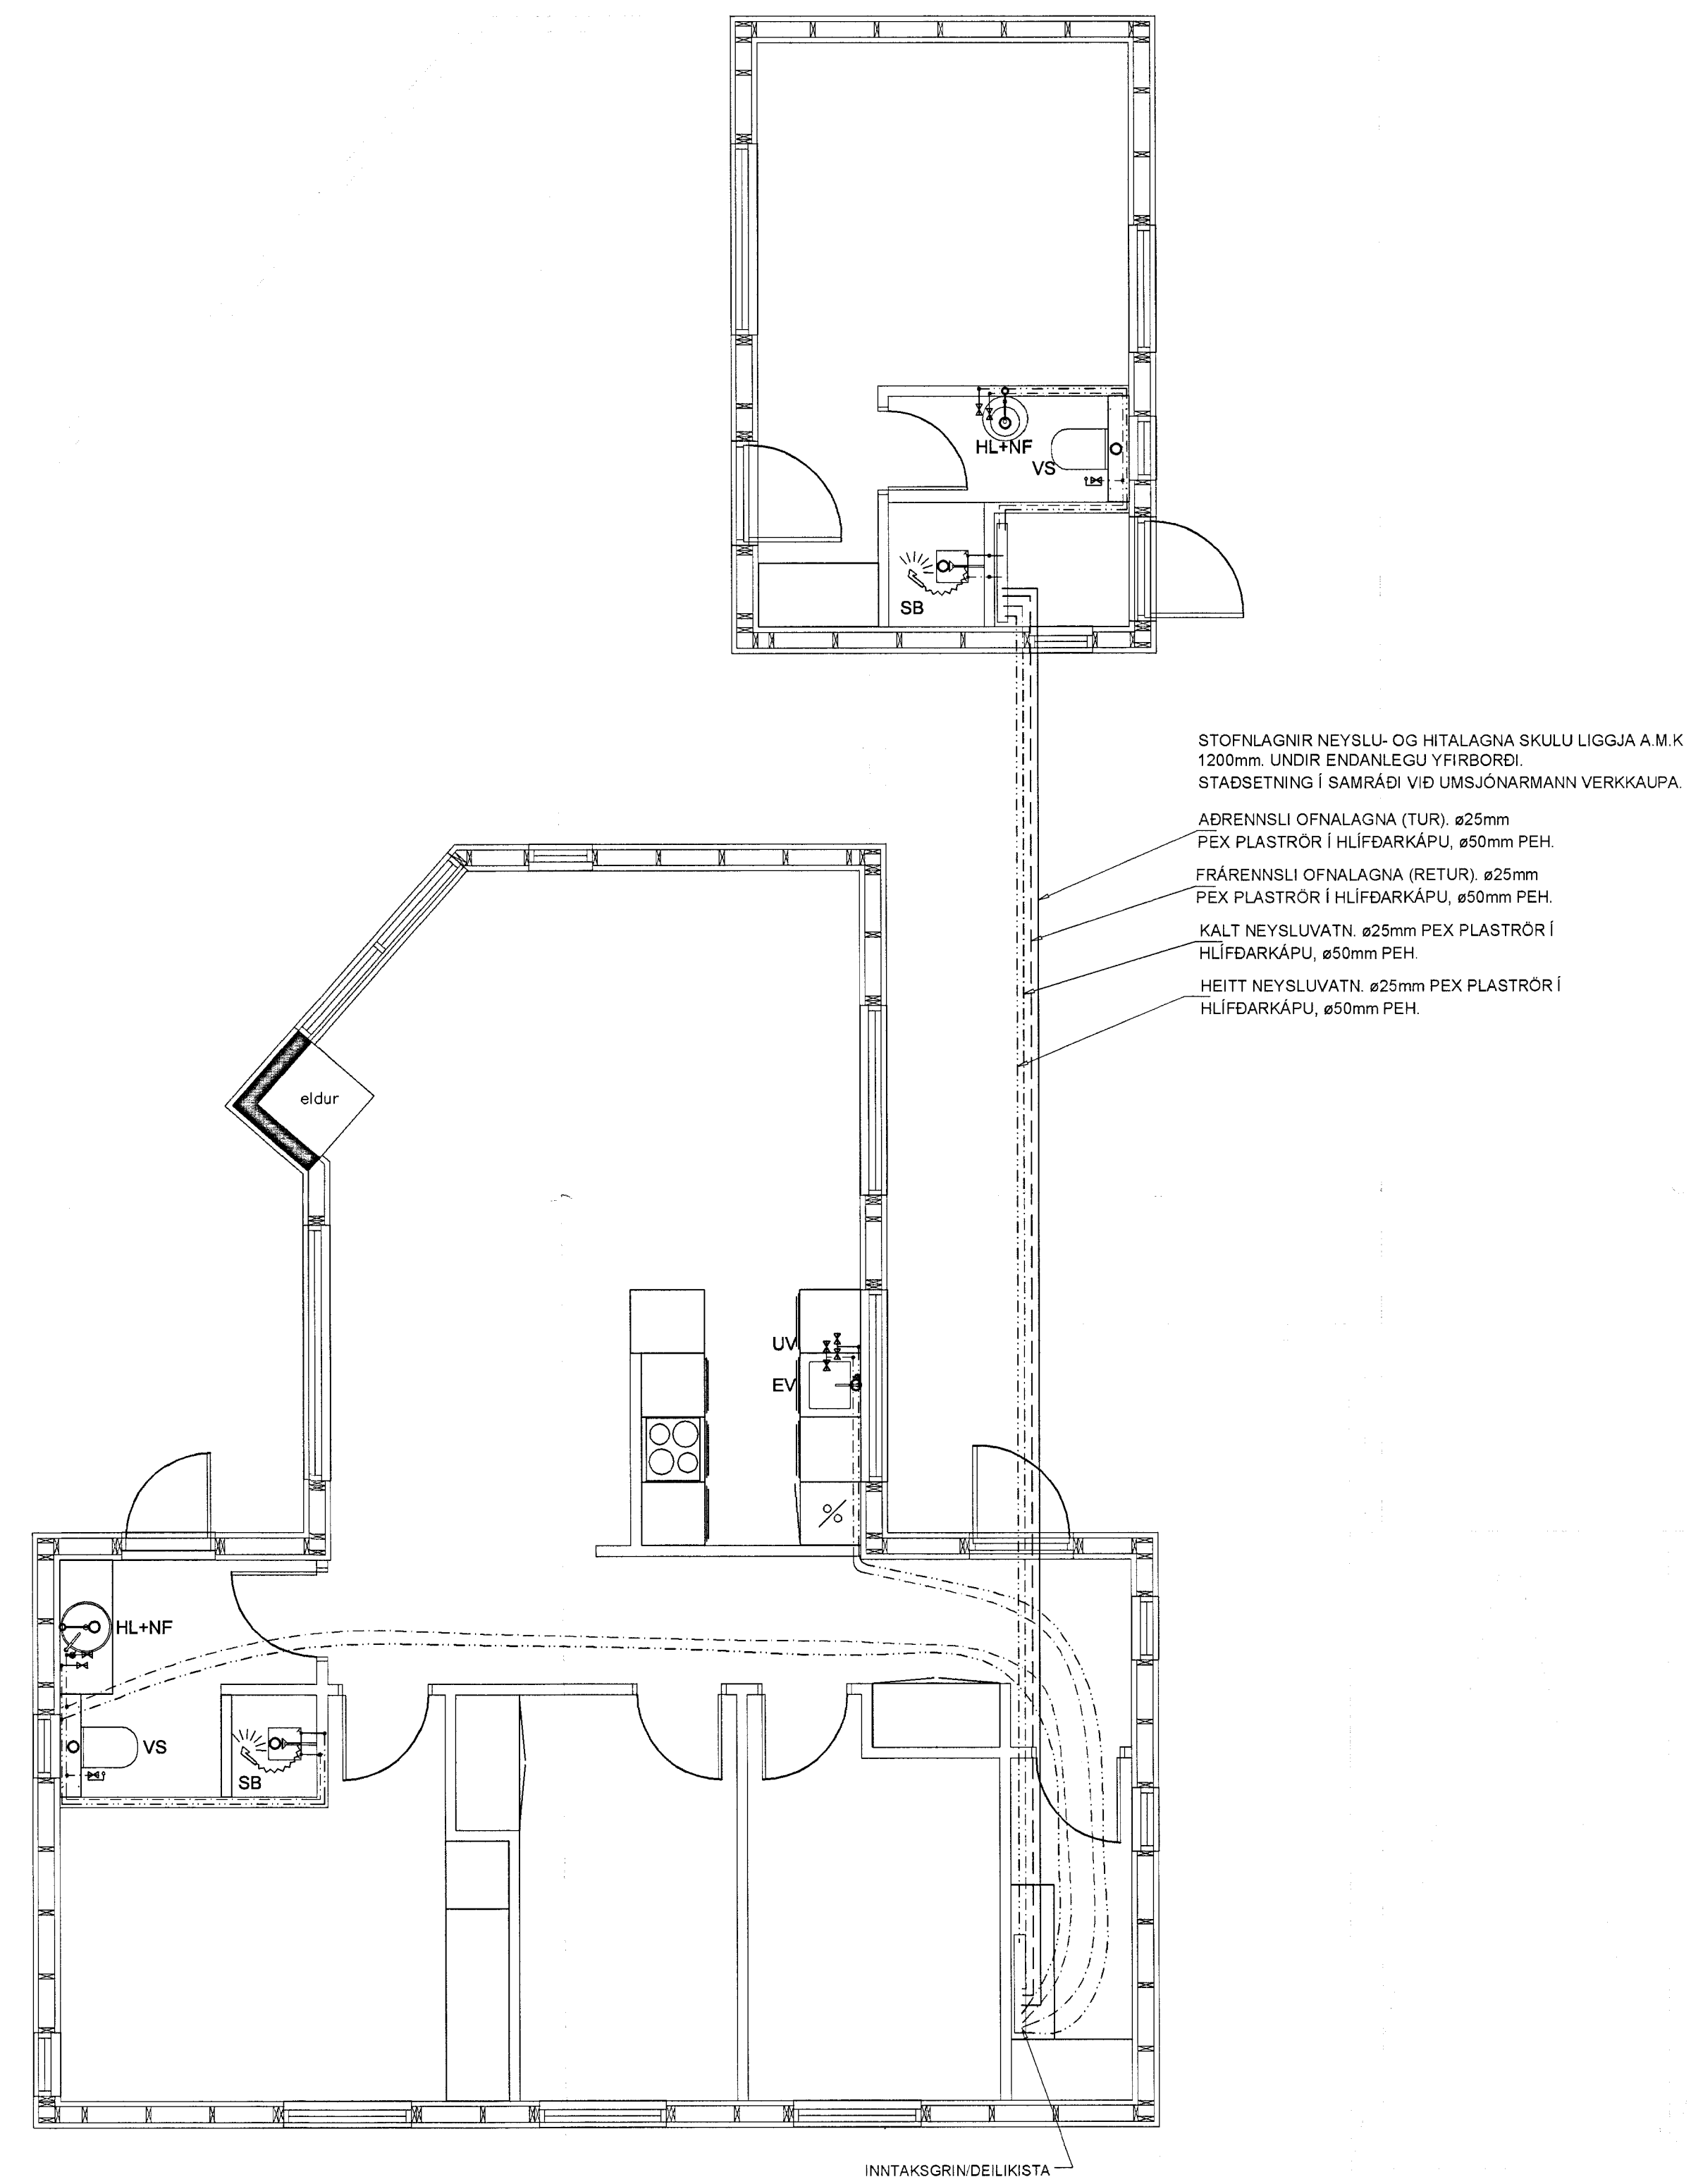 HL+NF
VS
SB
STOFNLAGNIR NEYSLU- OG HITALAGNA SKULU LIGGJA A.M.K
1200mm. UNDIR ENDANLEGU YFIRBORÐI.
STAÐSETNING Í SAMRÁÐI VIÐ UMSJÓNARMANN VERKKAUPA.
AÐRENNSLI OFNALAGNA (TUR). ø25mm
PEX PLASTRÖR Í HLÍFÐARKÁPU, ø50mm PEH.
FRÁRENNSLI OFNALAGNA (RETUR). ø25mm
PEX PLASTRÖR Í HLÍFÐARKÁPU, ø50mm PEH.
KALT NEYSLUVATN. ø25mm PEX PLASTRÖR Í
HLÍFÐARKÁPU, ø50mm PEH.
HEITT NEYSLUVATN. ø25mm PEX PLASTRÖR Í
HLÍFÐARKÁPU, ø50mm PEH.
eldur
UV
EV
HL+NF
VS
SB
INNTAKSGRIN/DEILIKISTA